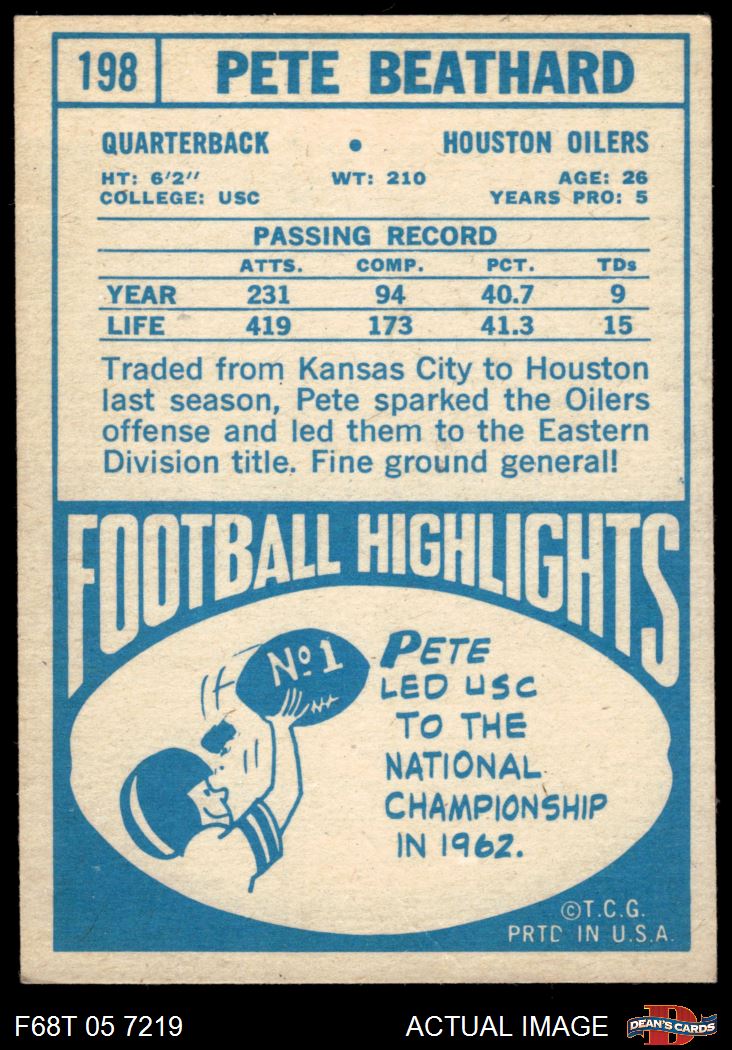 198 PETE BEATHARD
QUARTERBACK • HOUSTON OILERS
HT: 6'2" WT: 210 AGE: 26
COLLEGE: USC YEARS PRO: 5
PASSING RECORD
ATTS. COMP. PCT. TDs
YEAR 231 94 40.7 9
LIFE 419 173 41.3 15
Traded from Kansas City to Houston
last season, Pete sparked the Oilers
offense and led them to the Eastern
Division title. Fine ground general!
FOOTBALL HIGHLIGHTS
Nº 1
PETE
LED USC
TO THE
NATIONAL
CHAMPIONSHIP
IN 1962.
©T.C.G.
PRTD IN U.S.A.
F68T 05 7219 ACTUAL IMAGE
D
DEAN'S CARDS